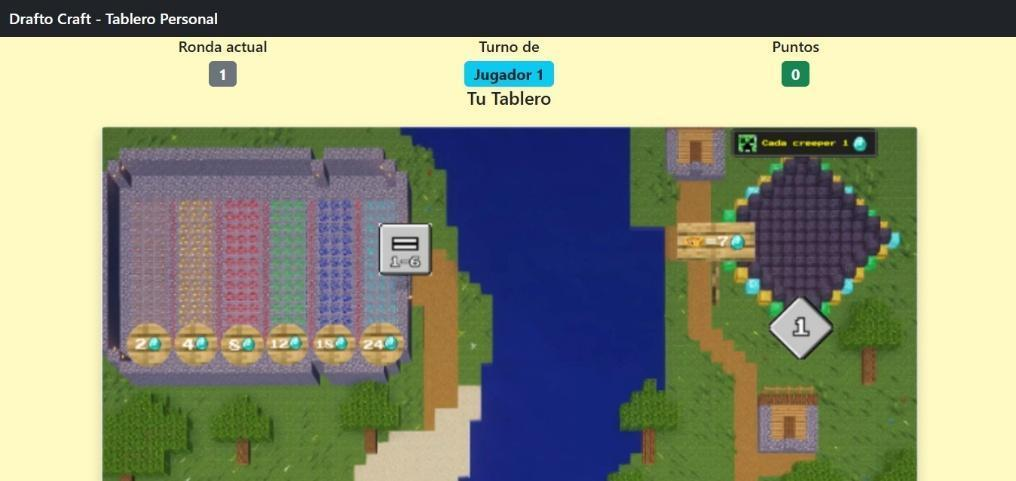 Drafto Craft - Tablero Personal
Ronda actual
Turno de
Puntos
1
Jugador 1
0
Tu Tablero
Cada creeper 1
=7
1-6
1
2 4 8 12 18 24